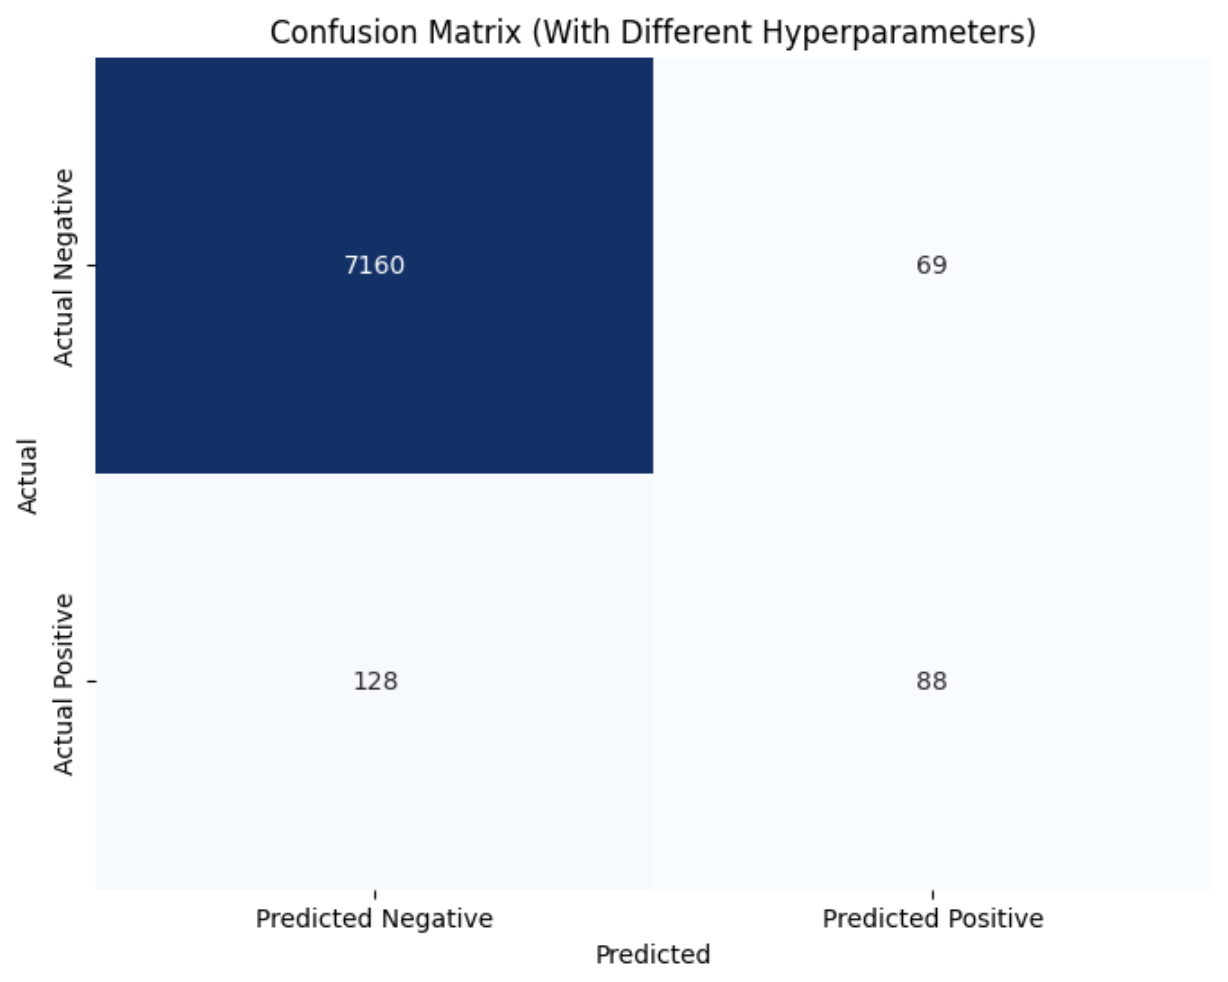 Confusion Matrix (With Different Hyperparameters)
Actual Negative
7160
69
Actual
Actual Positive
128
88
Predicted Negative
Predicted Positive
Predicted